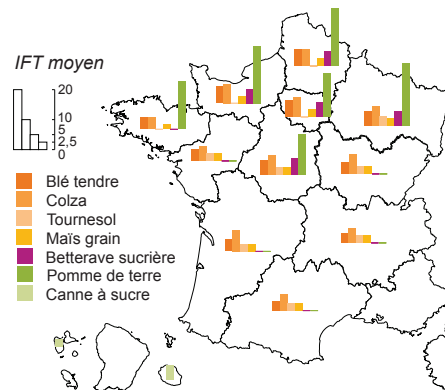 IFT moyen
20
10
5
2,5
0
Blé tendre
Colza
Tournesol
Maïs grain
Betterave sucrière
Pomme de terre
Canne à sucre